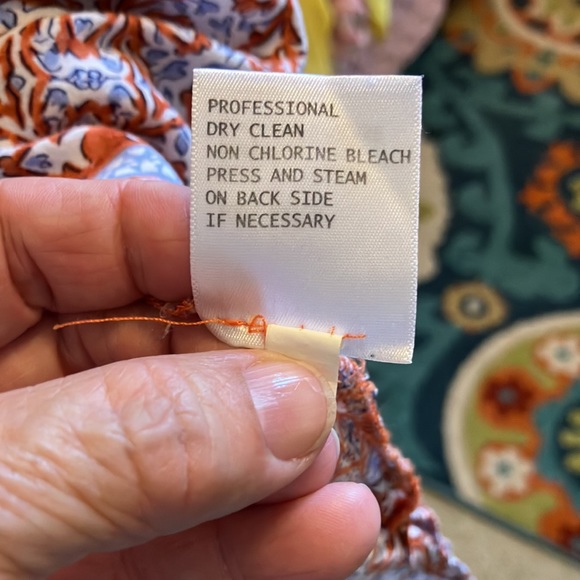 PROFESSIONAL
DRY CLEAN
NON CHLORINE BLEACH
PRESS AND STEAM
ON BACK SIDE
IF NECESSARY